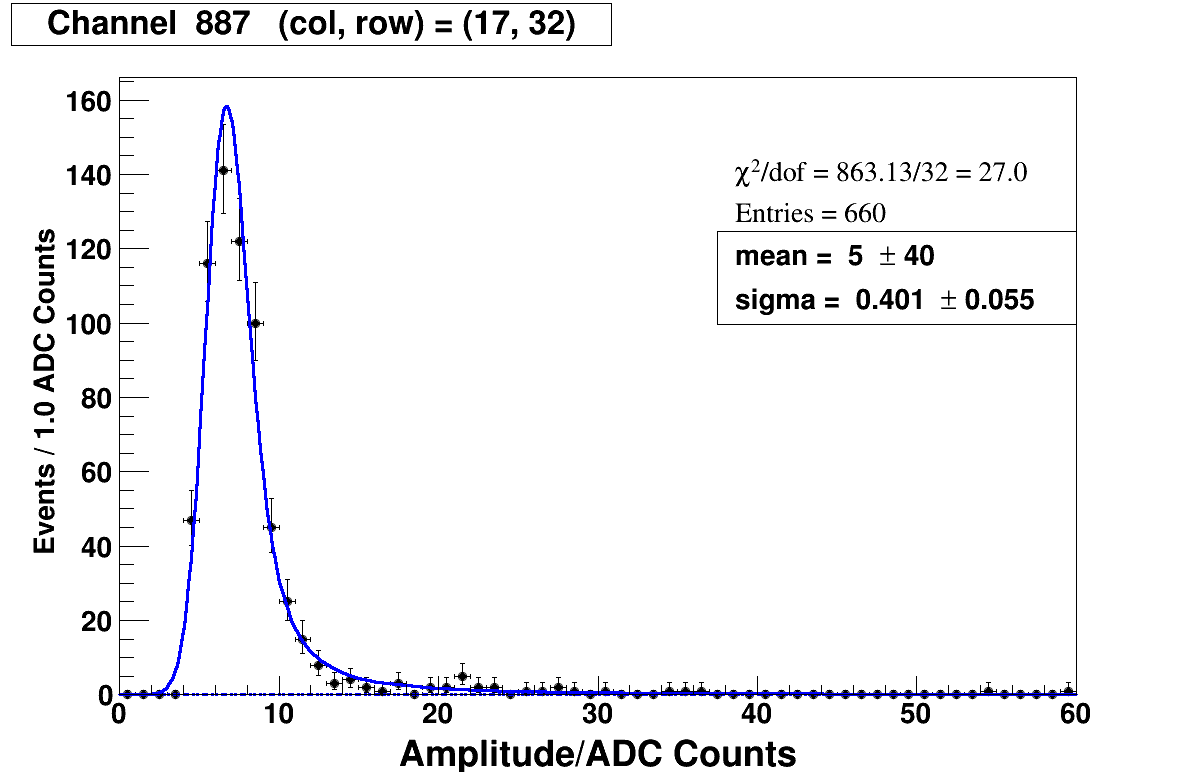 Channel 887 (col, row) = (17, 32)
160
140
120
100
80
60
40
20
0
Events / 1.0 ADC Counts
χ²/dof = 863.13/32 = 27.0
Entries = 660
mean = 5 ± 40
sigma = 0.401 ± 0.055
0 10 20 30 40 50 60
Amplitude/ADC Counts